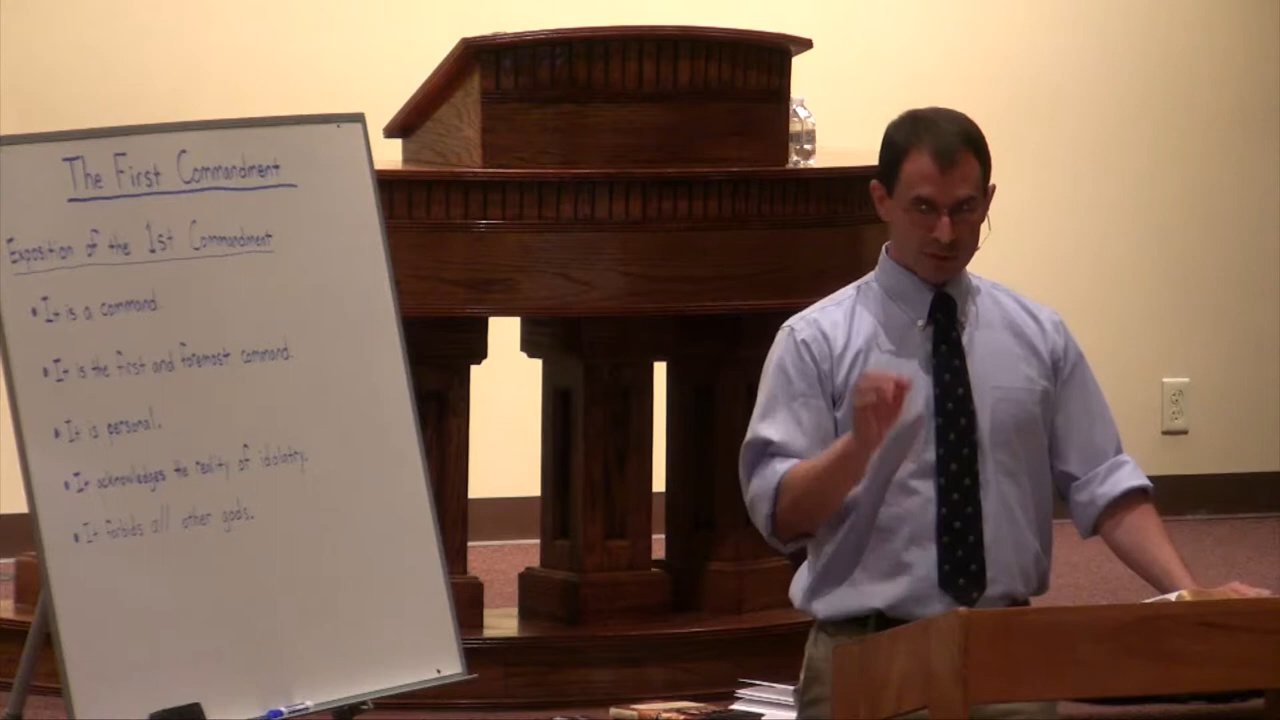 The First Commandment
Exposition of the 1st Commandment
• It is a command.
• It is the first and foremost command.
• It is personal.
• It acknowledges the reality of idolatry.
• It forbids all other gods.